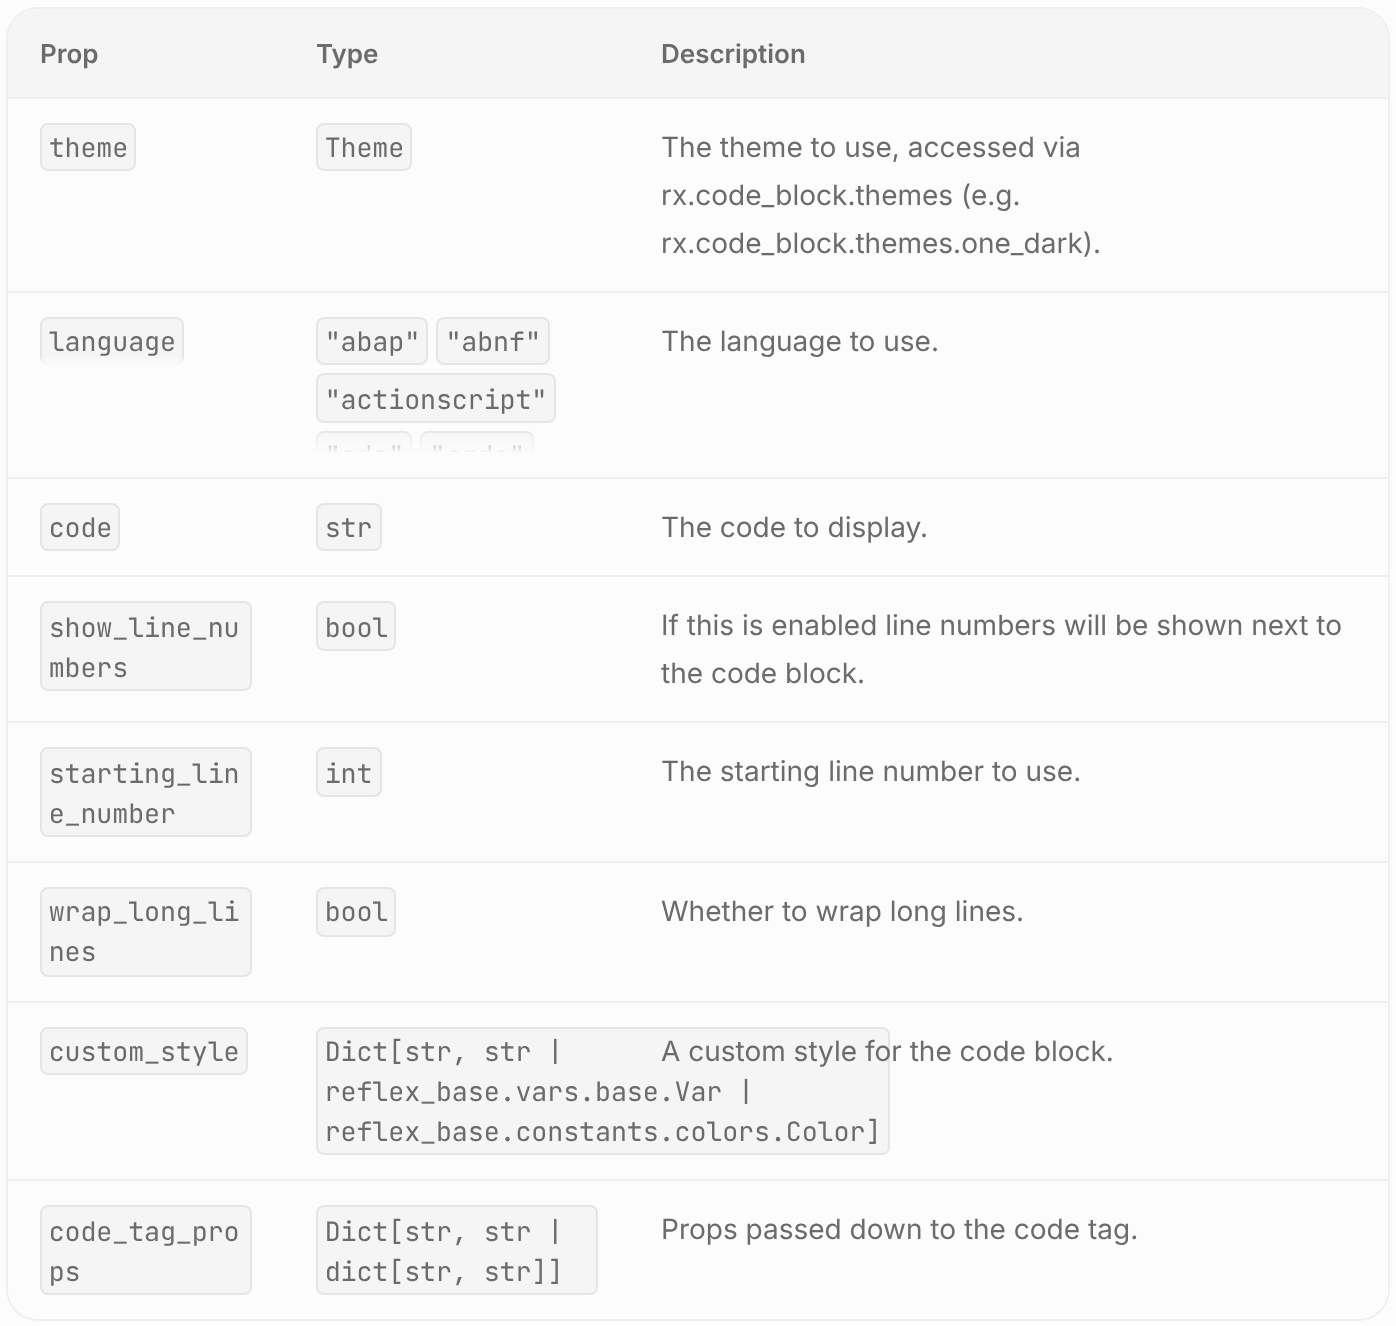 Prop Type Description
theme Theme The theme to use, accessed via
rx.code_block.themes (e.g.
rx.code_block.themes.one_dark).
language "abap" "abnf" The language to use.
"actionscript"
code str The code to display.
show_line_nu bool If this is enabled line numbers will be shown next to
mbers the code block.
starting_lin int The starting line number to use.
e_number
wrap_long_li bool Whether to wrap long lines.
nes
custom_style Dict[str, str | A custom style for the code block.
reflex_base.vars.base.Var |
reflex_base.constants.colors.Color]
code_tag_pro Dict[str, str | Props passed down to the code tag.
ps dict[str, str]]